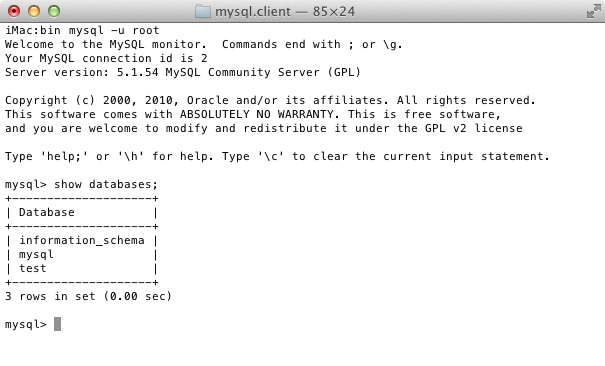 mysql.client — 85×24
iMac:bin mysql -u root
Welcome to the MySQL monitor.  Commands end with ; or \g.
Your MySQL connection id is 2
Server version: 5.1.54 MySQL Community Server (GPL)
Copyright (c) 2000, 2010, Oracle and/or its affiliates. All rights reserved.
This software comes with ABSOLUTELY NO WARRANTY. This is free software,
and you are welcome to modify and redistribute it under the GPL v2 license
Type 'help;' or '\h' for help. Type '\c' to clear the current input statement.
mysql> show databases;
+--------------------+
| Database           |
+--------------------+
| information_schema |
| mysql              |
| test               |
+--------------------+
3 rows in set (0.00 sec)
mysql>